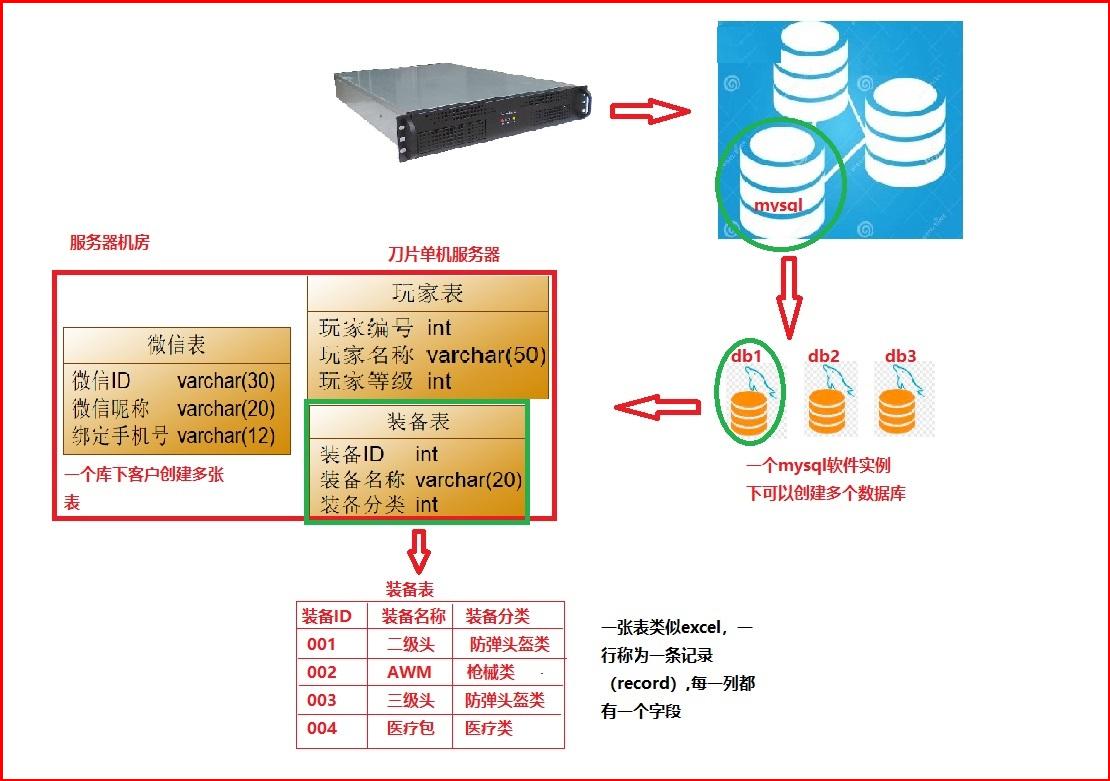 mysql
服务器机房
刀片单机服务器
玩家表
玩家编号 int
玩家名称 varchar(50)
玩家等级 int
微信表
微信ID varchar(30)
微信昵称 varchar(20)
绑定手机号 varchar(12)
一个库下客户创建多张
表
装备表
装备ID int
装备名称 varchar(20)
装备分类 int
db1 db2 db3
一个mysql软件实例
下可以创建多个数据库
装备表
装备ID 装备名称 装备分类
001 二级头 防弹头盔类
002 AWM 枪械类
003 三级头 防弹头盔类
004 医疗包 医疗类
一张表类似excel，一
行称为一条记录
（record）,每一列都
有一个字段